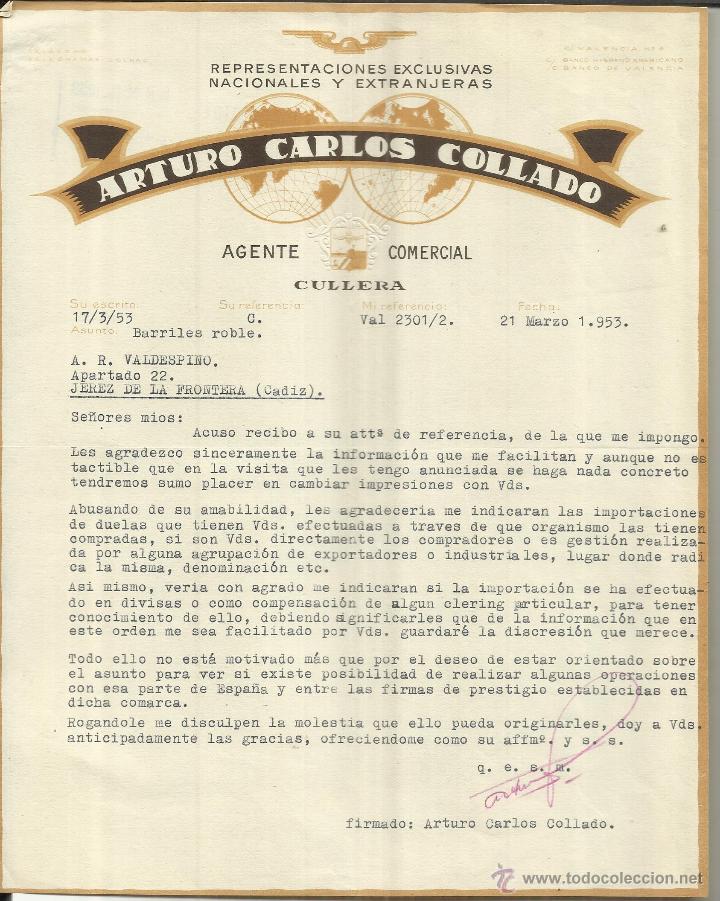 REPRESENTACIONES EXCLUSIVAS
NACIONALES Y EXTRANJERAS
C/ VALENCIA Nº
C/ BANCO HISPANO AMERICANO
C BANCO DE VALENCIA
ARTURO CARLOS COLLADO
AGENTE COMERCIAL
CULLERA
Su escrito: Su referencia: Mi referencia: Fecha:
17/3/53 C. Val 2301/2. 21 Marzo 1.953.
Asunto: Barriles roble.
A. R. VALDESPINO.
Apartado 22.
JEREZ DE LA FRONTERA (Cadiz).
Señores mios:
Acuso recibo a su attª de referencia, de la que me impongo.
Les agradezco sinceramente la información que me facilitan y aunque no es
tactible que en la visita que les tengo anunciada se haga nada concreto
tendremos sumo placer en cambiar impresiones con Vds.
Abusando de su amabilidad, les agradeceria me indicaran las importaciones
de duelas que tienen Vds. efectuadas a traves de que organismo las tienen
compradas, si son Vds. directamente los compradores o es gestión realiza-
da por alguna agrupación de exportadores o industriales, lugar donde radi
ca la misma, denominación etc.
Asi mismo, veria con agrado me indicaran si la importación se ha efectua-
do en divisas o como compensación de algun clering particular, para tener
conocimiento de ello, debiendo significarles que de la información que en
este orden me sea facilitado por Vds. guardaré la discresión que merece.
Todo ello no está motivado más que por el deseo de estar orientado sobre
el asunto para ver si existe posibilidad de realizar algunas operaciones
con esa parte de España y entre las firmas de prestigio establecidas en
dicha comarca.
Rogandole me disculpen la molestia que ello pueda originarles, doy a Vds.
anticipadamente las gracias, ofreciendome como su affmº. y s. s.
q. e. s. m.
firmado: Arturo Carlos Collado.
www.todocoleccion.net